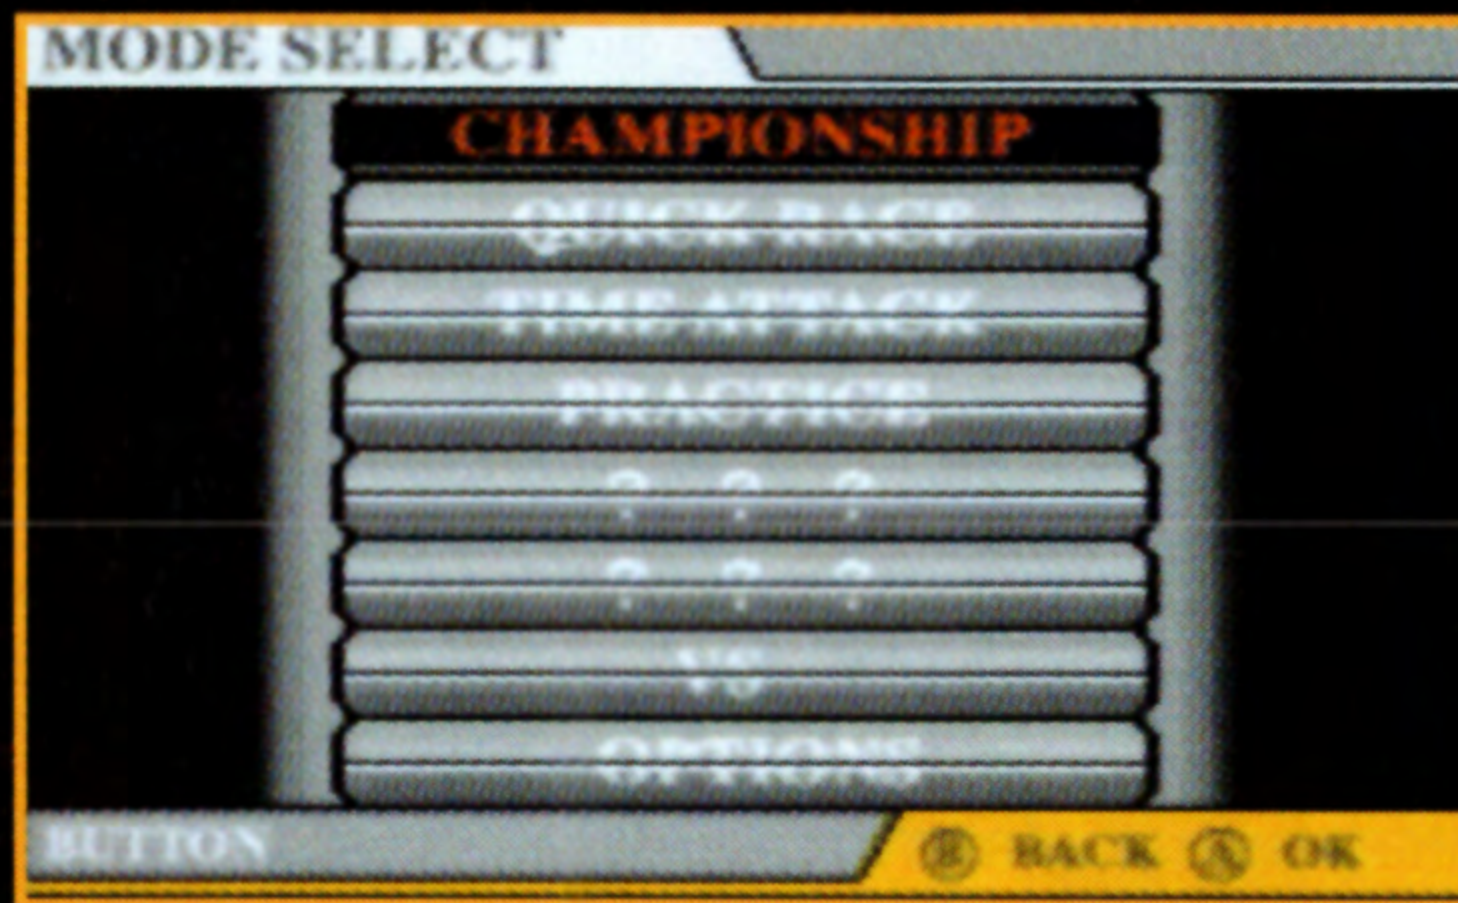 MODE SELECT
CHAMPIONSHIP
QUICK RACE
TIME ATTACK
PRACTICE
? ? ?
? ? ?
VS
OPTIONS
BUTTON
B BACK A OK